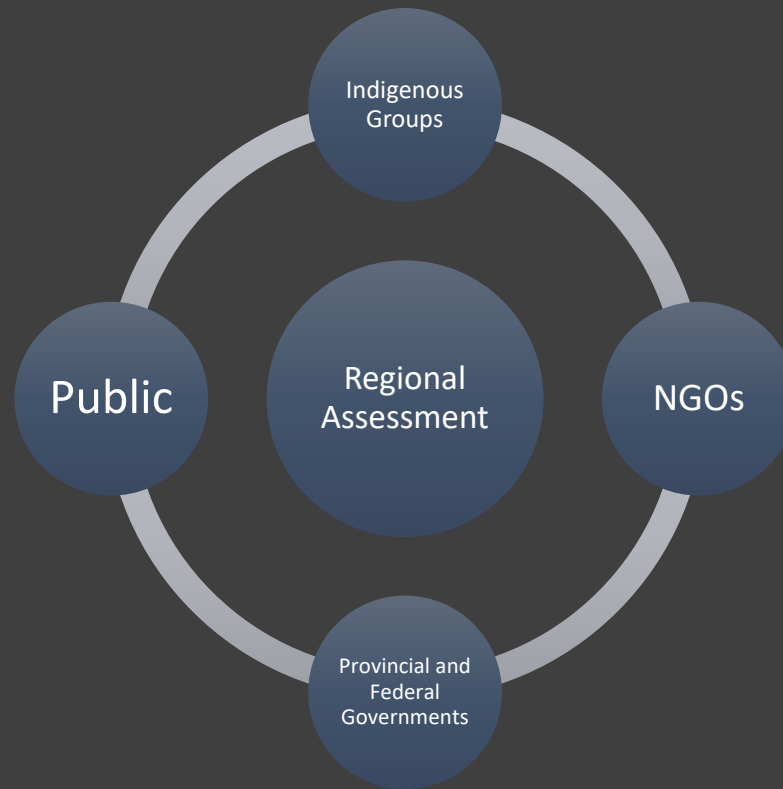 Indigenous
Groups
Public
Regional
Assessment
NGOs
Provincial and
Federal
Governments